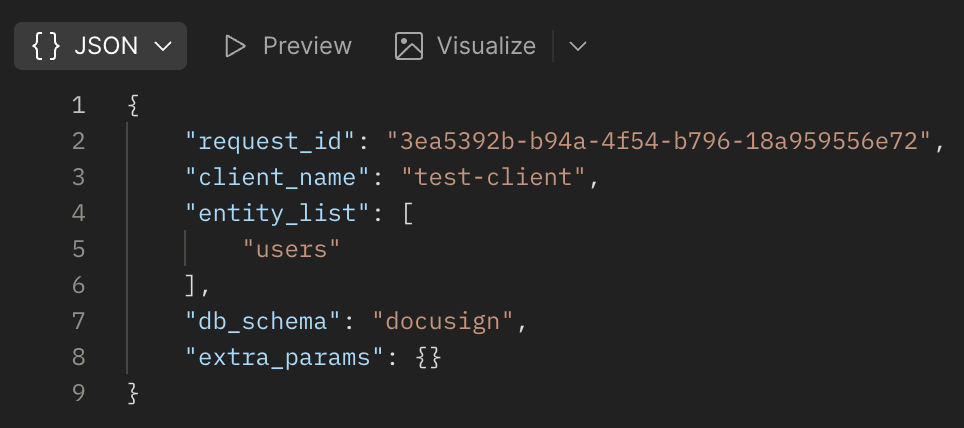 {} JSON Preview Visualize
1 {
2 "request_id": "3ea5392b-b94a-4f54-b796-18a959556e72",
3 "client_name": "test-client",
4 "entity_list": [
5 "users"
6 ],
7 "db_schema": "docusign",
8 "extra_params": {}
9 }